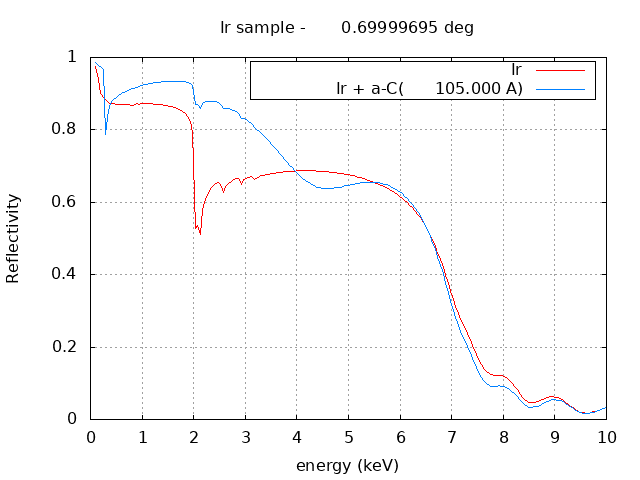 Ir sample -       0.69999695 deg
Ir
Ir + a-C(      105.000 A)
Reflectivity
1
0.8
0.6
0.4
0.2
0
0 1 2 3 4 5 6 7 8 9 10
energy (keV)